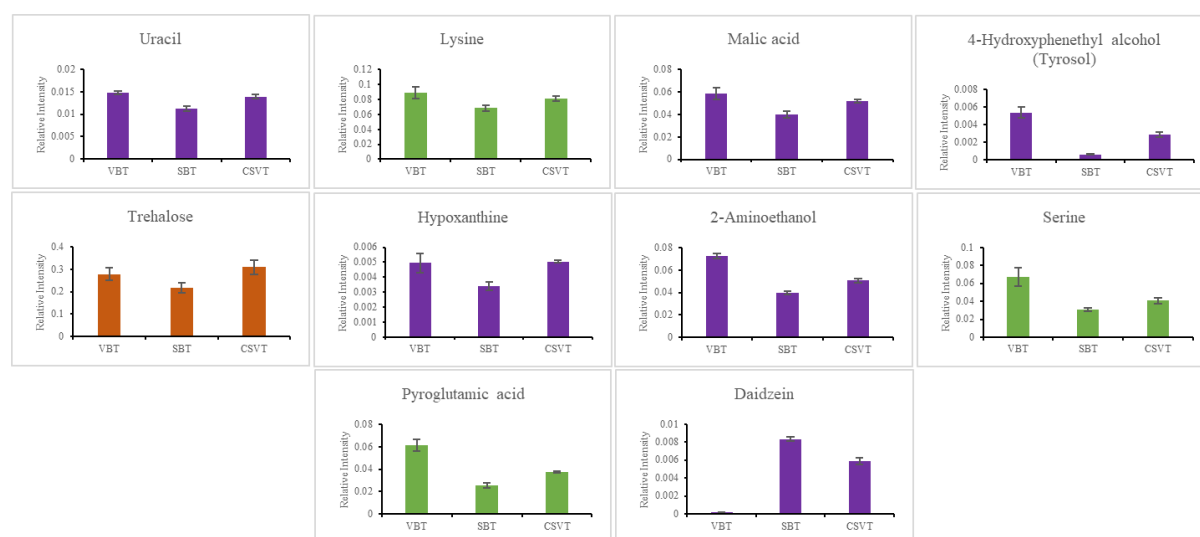 Uracil
Relative Intensity
0.02
0.015
0.01
0.005
0
VBT SBT CSVT
Lysine
Relative Intensity
0.12
0.1
0.08
0.06
0.04
0.02
0
VBT SBT CSVT
Malic acid
Relative Intensity
0.08
0.06
0.04
0.02
0
VBT SBT CSVT
4-Hydroxyphenethyl alcohol
(Tyrosol)
Relative Intensity
0.008
0.006
0.004
0.002
0
VBT SBT CSVT
Trehalose
Relative Intensity
0.4
0.3
0.2
0.1
0
VBT SBT CSVT
Hypoxanthine
Relative Intensity
0.006
0.005
0.004
0.003
0.002
0.001
0
VBT SBT CSVT
2-Aminoethanol
Relative Intensity
0.08
0.06
0.04
0.02
0
VBT SBT CSVT
Serine
Relative Intensity
0.1
0.08
0.06
0.04
0.02
0
VBT SBT CSVT
Pyroglutamic acid
Relative Intensity
0.08
0.06
0.04
0.02
0
VBT SBT CSVT
Daidzein
Relative Intensity
0.01
0.008
0.006
0.004
0.002
0
VBT SBT CSVT